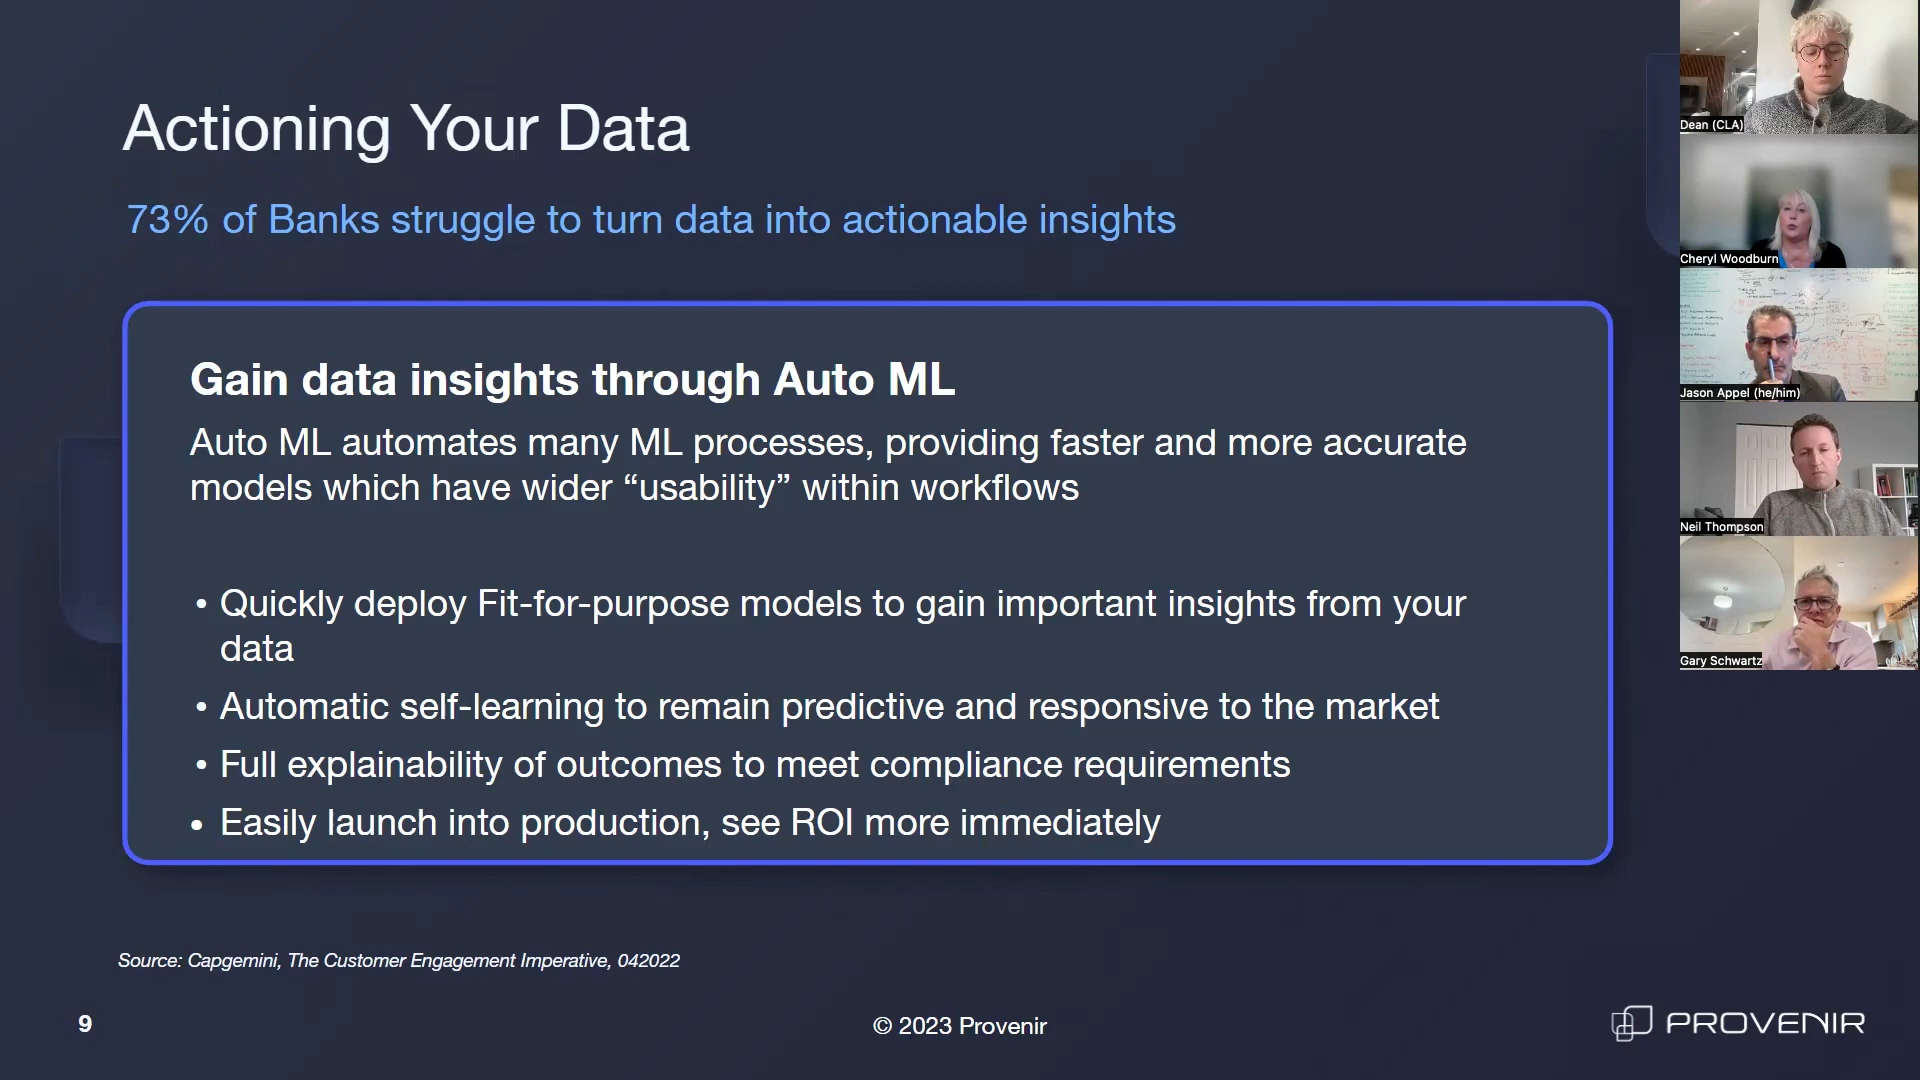 Actioning Your Data
73% of Banks struggle to turn data into actionable insights
Gain data insights through Auto ML
Auto ML automates many ML processes, providing faster and more accurate
models which have wider “usability” within workflows
• Quickly deploy Fit-for-purpose models to gain important insights from your
data
• Automatic self-learning to remain predictive and responsive to the market
• Full explainability of outcomes to meet compliance requirements
• Easily launch into production, see ROI more immediately
Source: Capgemini, The Customer Engagement Imperative, 042022
9
© 2023 Provenir
PROVENIR
Dean (CLA)
Cheryl Woodburn
Jason Appel (he/him)
Neil Thompson
Gary Schwartz